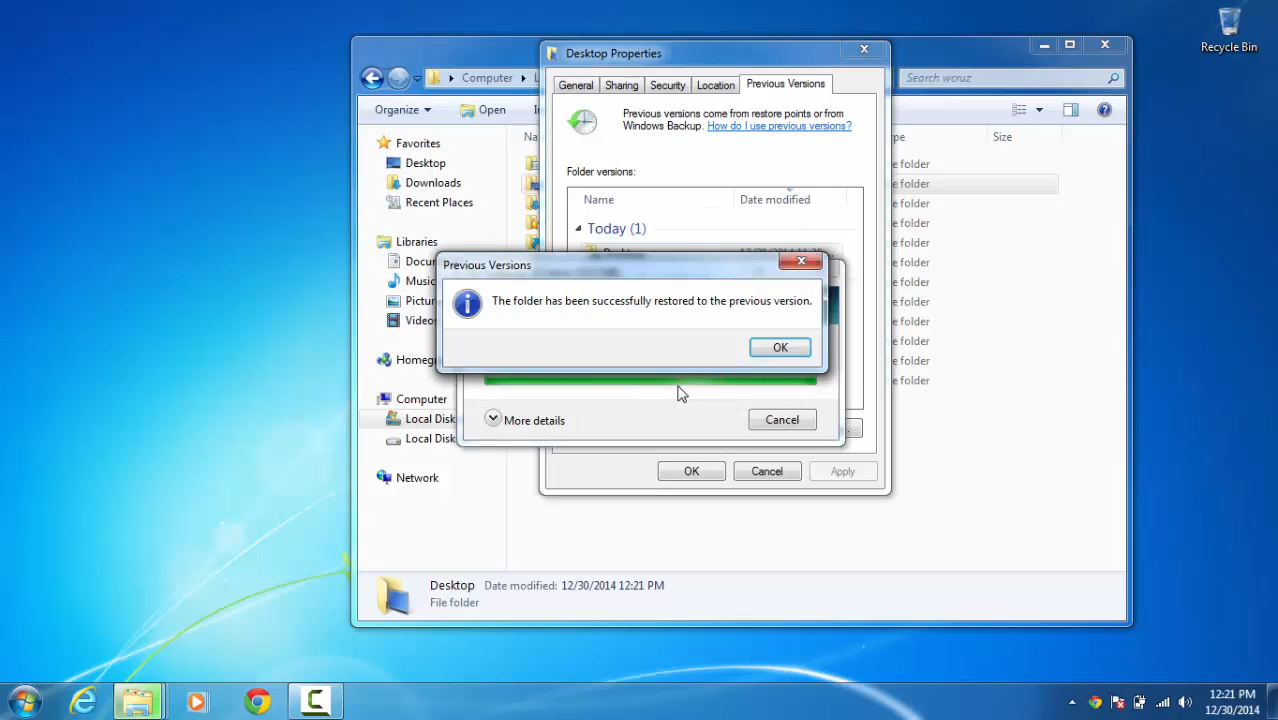 Recycle Bin
Desktop Properties
Computer
Search wcruz
General
Sharing
Security
Location
Previous Versions
Organize
Open
Previous versions come from restore points or from
Windows Backup. How do I use previous versions?
Favorites
Desktop
Downloads
Recent Places
Size
Folder versions:
Name
Date modified
Today (1)
e folder
e folder
e folder
e folder
e folder
e folder
e folder
e folder
e folder
e folder
e folder
Libraries
Docu
Music
Pictur
Videos
Previous Versions
The folder has been successfully restored to the previous version.
OK
Homegr
Computer
Local Disk
Local Disk
Network
More details
Cancel
OK
Cancel
Apply
Desktop
Date modified: 12/30/2014 12:21 PM
File folder
12:21 PM
12/30/2014